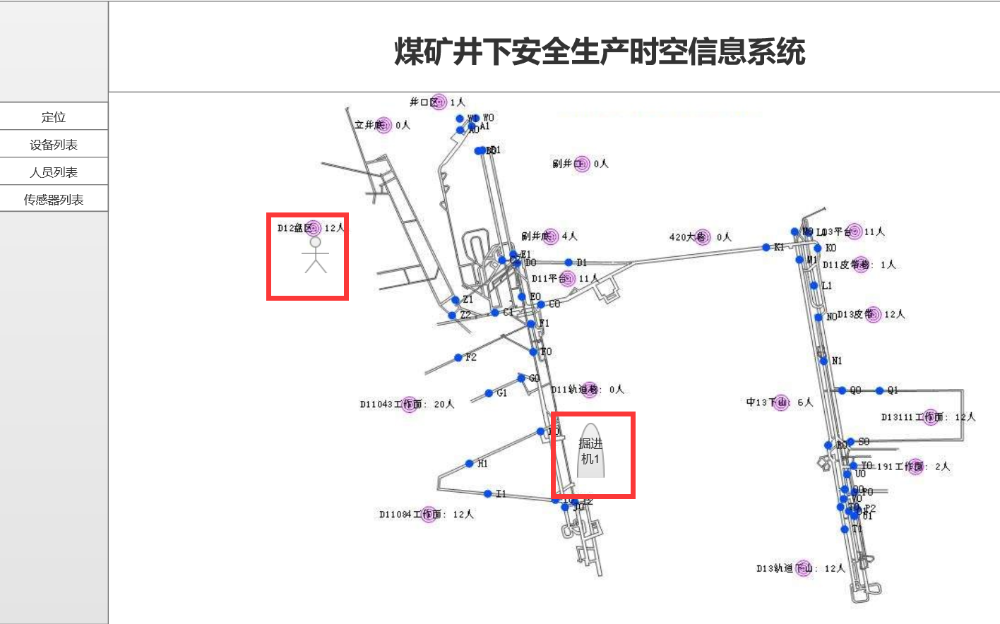 煤矿井下安全生产时空信息系统
定位
设备列表
人员列表
传感器列表
井口区: 1人
W1 W0
A0 A1
立井底: 0人
B1
副井口: 0人
D12盘区: 12人
副井底: 4人
420大巷: 0人
M0 L0
D13平台: 11人
E1
K1
K0
D0
D1
M1
D11皮带巷: 1人
D11平台: 11人
L1
Z1
E0
C0
Z2
C1
N0
D13皮带: 12人
F1
F2
F0
N1
G0
G1
D11轨道巷: 0人
Q0
Q1
D11043工作面: 20人
中13下山: 6人
D13111工作面: 12人
掘进
机1
H1
R0
S0
Y0
191工作面: 2人
U0
I1
P0
V0
J0
T0
P2
D11084工作面: 12人
T1
D13轨道下山: 12人